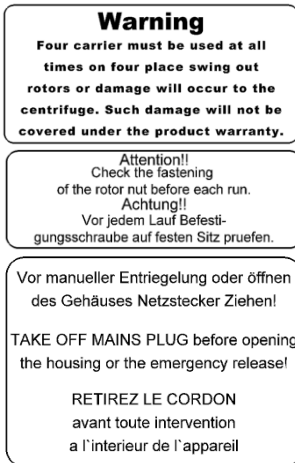 Warning
Four carrier must be used at all
times on four place swing out
rotors or damage will occur to the
centrifuge. Such damage will not be
covered under the product warranty.
Attention!!
Check the fastening
of the rotor nut before each run.
Achtung!!
Vor jedem Lauf Befesti-
gungsschraube auf festen Sitz pruefen.
Vor manueller Entriegelung oder öffnen
des Gehäuses Netzstecker Ziehen!
TAKE OFF MAINS PLUG before opening
the housing or the emergency release!
RETIREZ LE CORDON
avant toute intervention
a l`interieur de l`appareil